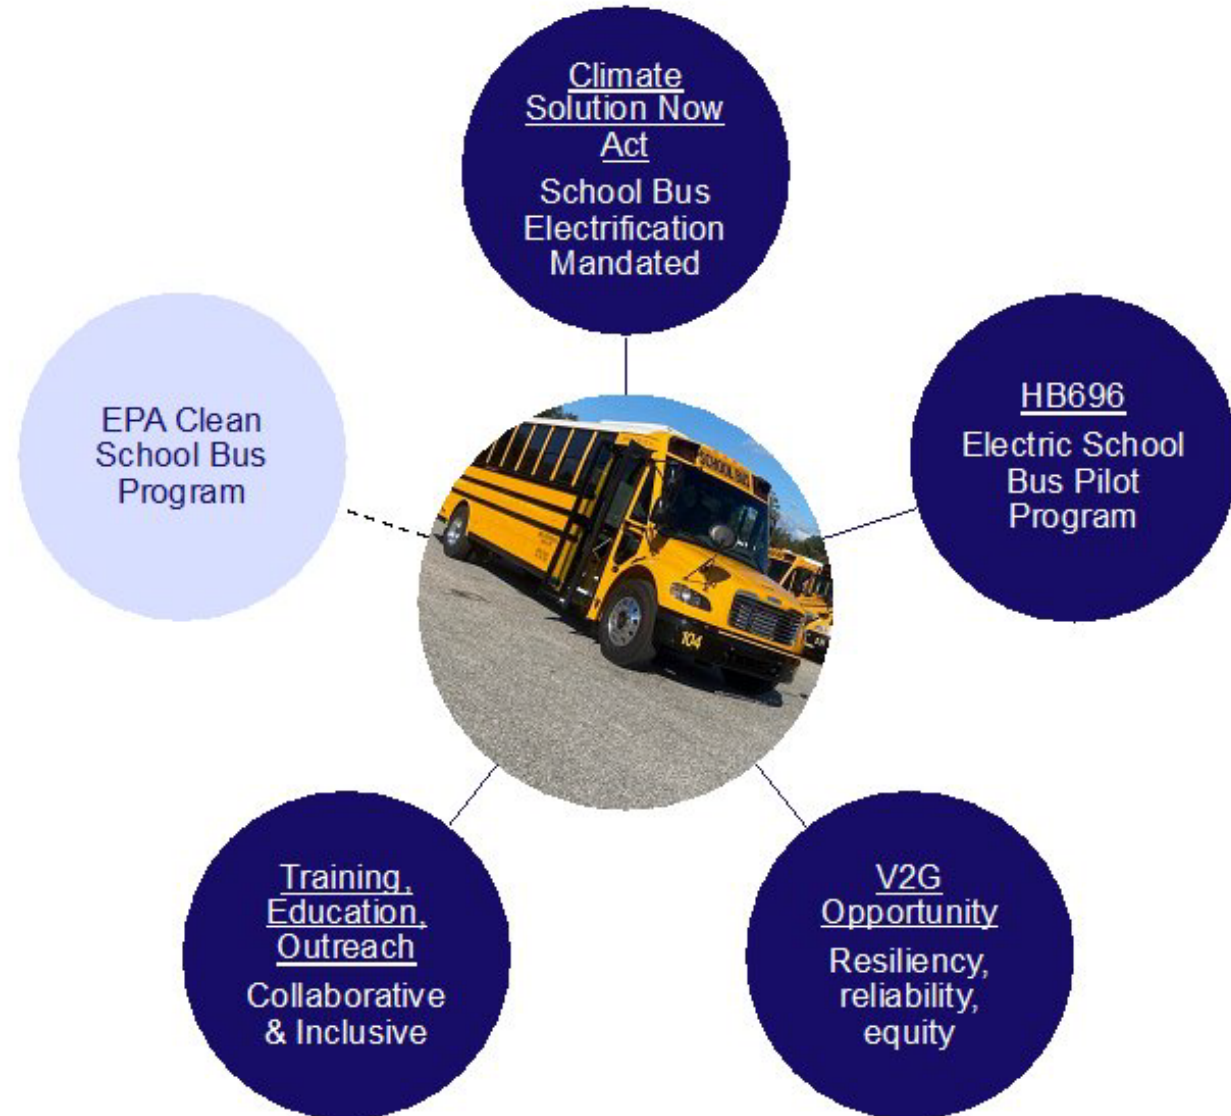 Climate
Solution Now
Act
School Bus
Electrification
Mandated
HB696
Electric School
Bus Pilot
Program
V2G
Opportunity
Resiliency,
reliability,
equity
Training,
Education,
Outreach
Collaborative
& Inclusive
EPA Clean
School Bus
Program
SCHOOL BUS
104